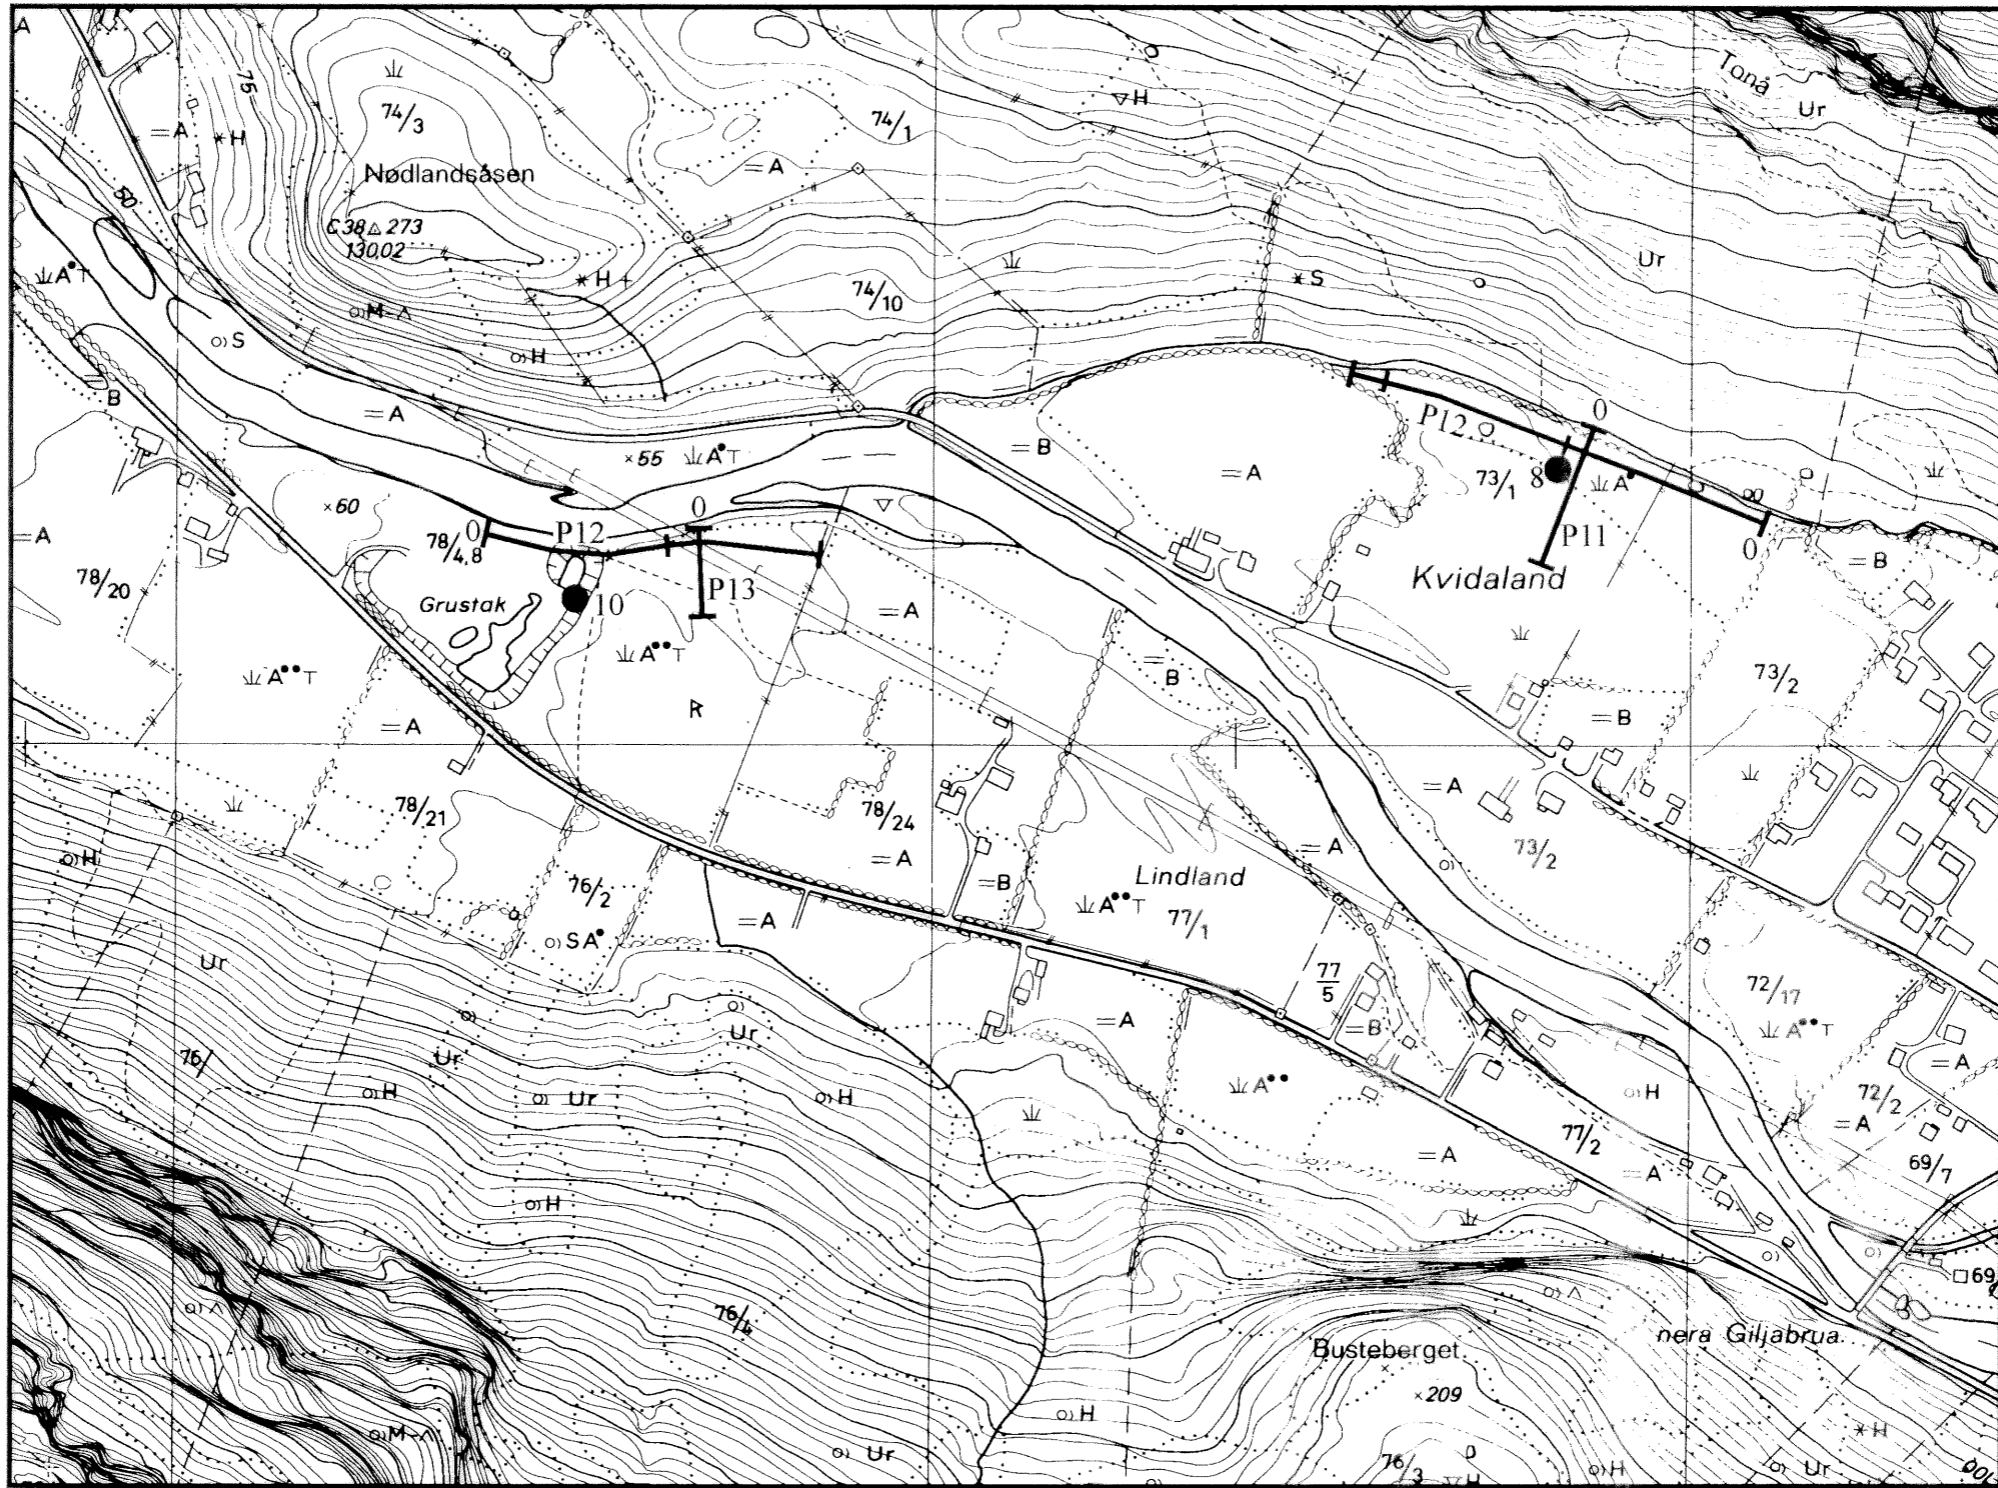 A
75
74/3
74/1
H
Tonå
Ur
=A
*H
Nødlandsåsen
=A
50
C38 △ 273
130,02
*H
Ur
A T
74/10
*S
M-Λ
S
H
B
=A
P12
0
×55
A T
=B
=A
73/1
8
A
0
×60
0
P12
0
P11
=A
78/4,8
=B
78/20
Grustak
10
P13
=A
Kvidaland
A T
A T
=B
R
73/2
=A
=B
78/21
78/24
=A
73/2
H
=A
=A
76/2
=B
Lindland
A T
77/1
S A
=A
Ur
77/5
72/17
A T
=A
=B
Ur
76/
Ur
=A
H
Ur
H
A
H
72/2
=A
77/2
69/7
=A
=A
H
69
Λ
Λ
76/4
Busteberget
nera Giljabrua
×209
H
*H
M-Λ
Ur
76/3
H
H
Ur
100